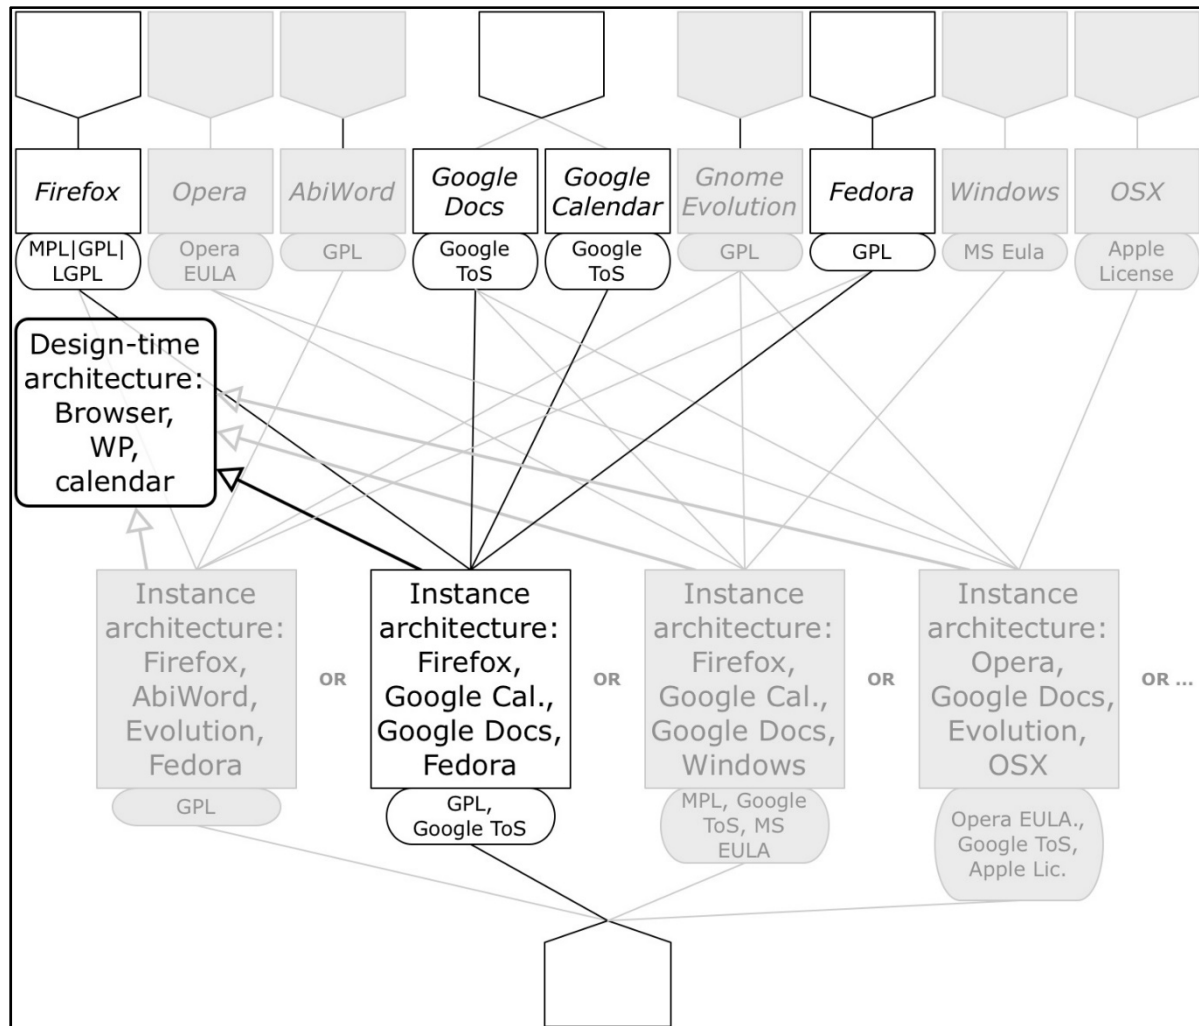 Firefox
Opera
AbiWord
Google
Docs
Google
Calendar
Gnome
Evolution
Fedora
Windows
OSX
MPL|GPL|
LGPL
Opera
EULA
GPL
Google
ToS
Google
ToS
GPL
GPL
MS Eula
Apple
License
Design-time
architecture:
Browser,
WP,
calendar
Instance
architecture:
Firefox,
AbiWord,
Evolution,
Fedora
GPL
OR
Instance
architecture:
Firefox,
Google Cal.,
Google Docs,
Fedora
GPL,
Google ToS
OR
Instance
architecture:
Firefox,
Google Cal.,
Google Docs,
Windows
MPL, Google
ToS, MS
EULA
OR
Instance
architecture:
Opera,
Google Docs,
Evolution,
OSX
Opera EULA.,
Google ToS,
Apple Lic.
OR ...